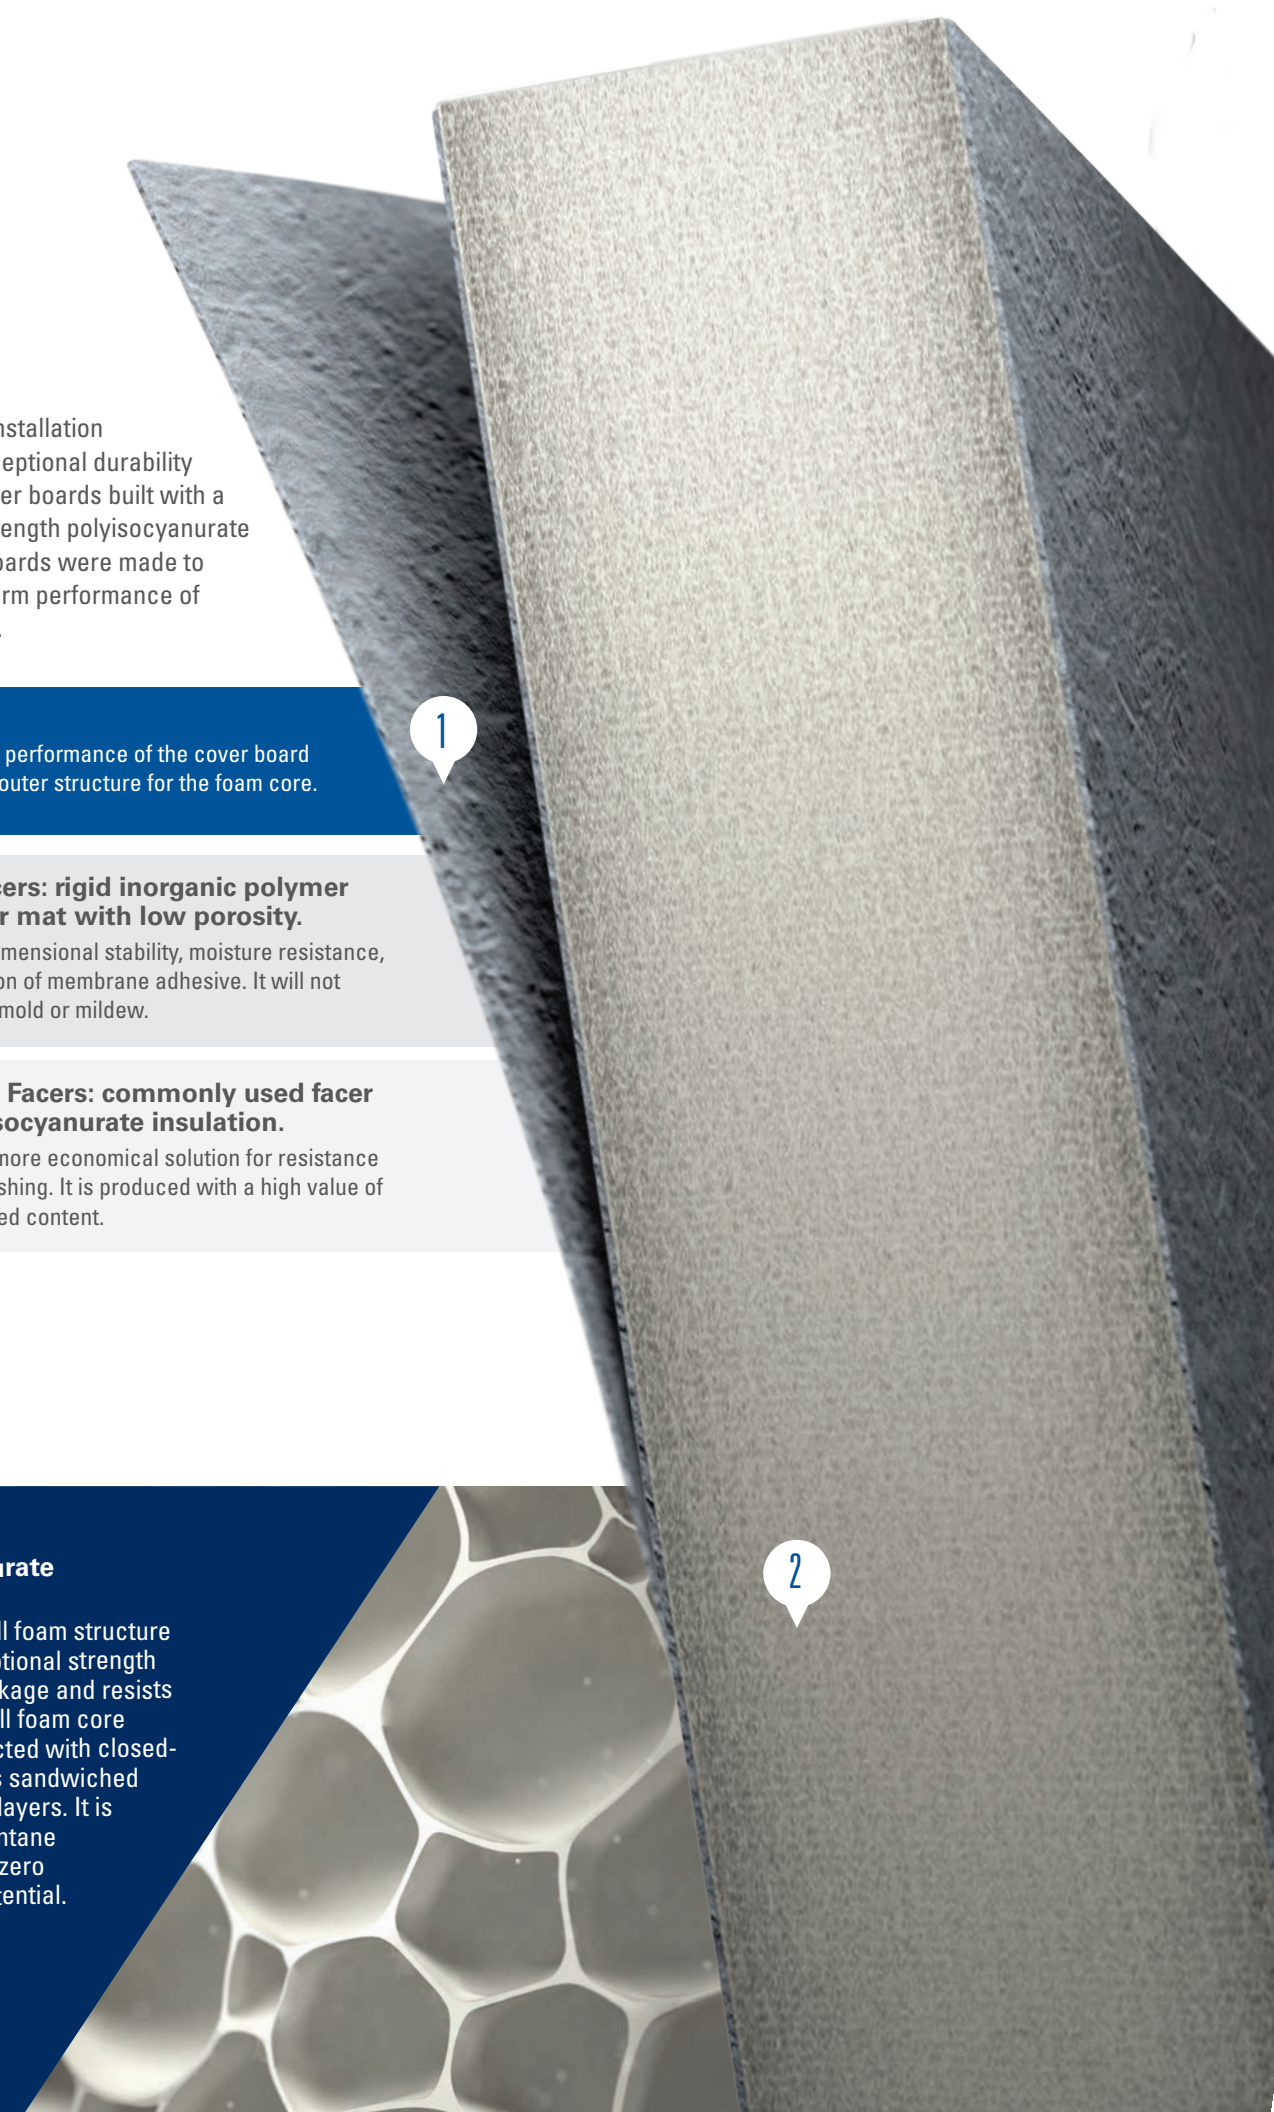 nstallation
eptional durability
er boards built with a
ength polyisocyanurate
oards were made to
rm performance of
.
performance of the cover board
outer structure for the foam core.
1
cers: rigid inorganic polymer
r mat with low porosity.
mensional stability, moisture resistance,
on of membrane adhesive. It will not
mold or mildew.
Facers: commonly used facer
socyanurate insulation.
more economical solution for resistance
shing. It is produced with a high value of
ed content.
2
urate
ll foam structure
ptional strength
kage and resists
ll foam core
cted with closed-
s sandwiched
layers. It is
ntane
zero
tential.